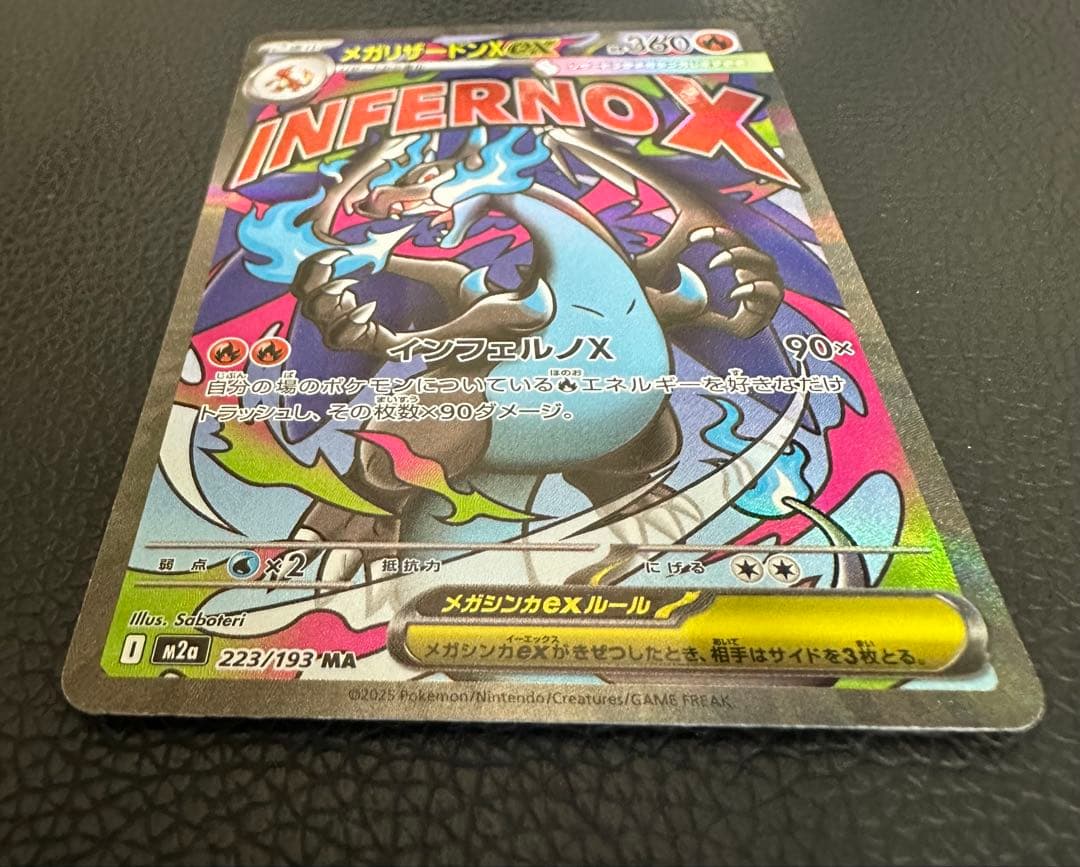 メガリザードンXex
360
INFERNO X
インフェルノX 90×
自分の場のポケモンについているエネルギーを好きなだけ
トラッシュし、その枚数×90ダメージ。
弱点 ×2 抵抗力 にげる
Illus. Saboteri
メガシンカexルール
I M2a 223/193 MA
メガシンカexがきぜつしたとき、相手はサイドを3枚とる。
©2025 Pokémon/Nintendo/Creatures/GAME FREAK.